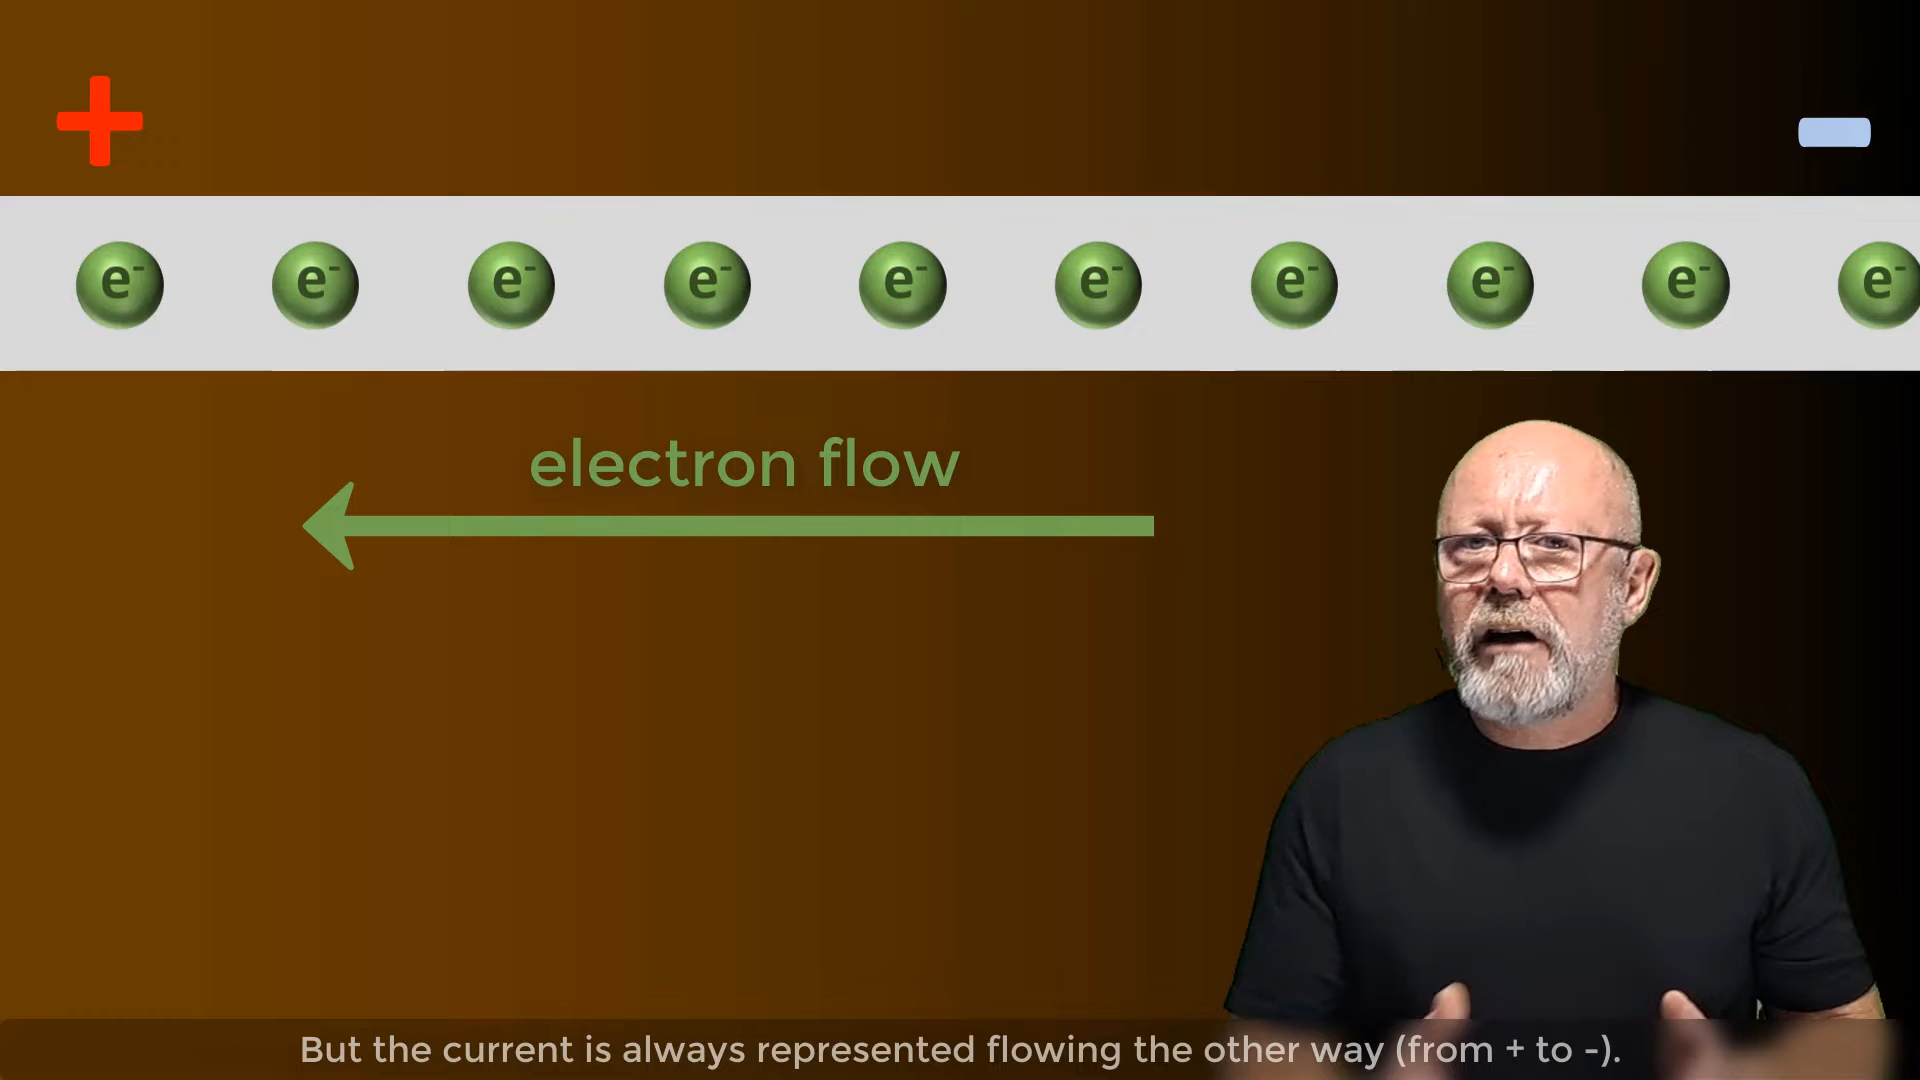 + -
e- e- e- e- e- e- e- e- e- e-
electron flow
But the current is always represented flowing the other way (from + to -).